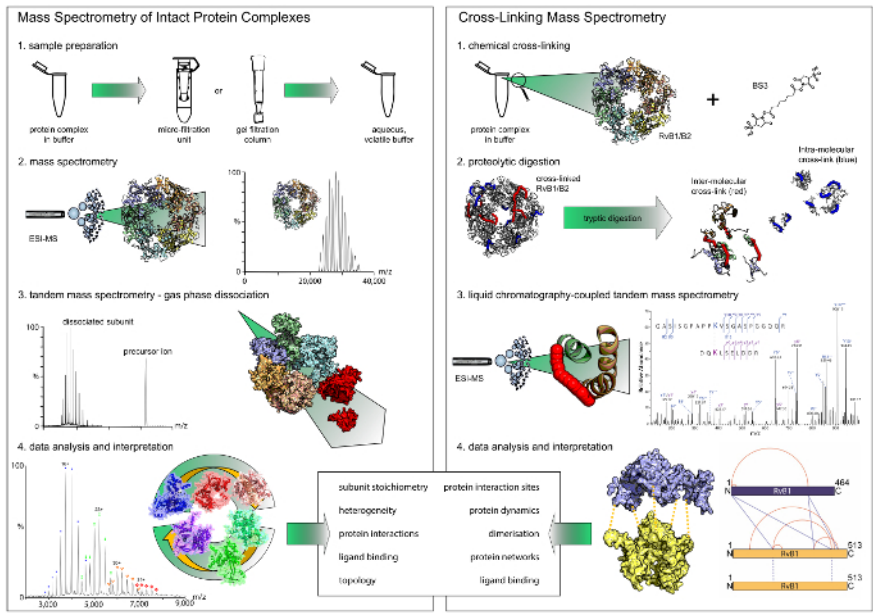 Mass Spectrometry of Intact Protein Complexes
1. sample preparation
or
protein complex
in buffer
micro-filtration
unit
gel filtration
column
aqueous,
volatile buffer
2. mass spectrometry
ESI-MS
100
%
0
0
20,000
40,000
m/z
3. tandem mass spectrometry - gas phase dissociation
100
dissociated subunit
precursor ion
%
0
m/z
4. data analysis and interpretation
100
%
0
3,000
5,000
7,000
9,000
m/z
subunit stoichiometry
heterogeneity
protein interactions
ligand binding
topology
Cross-Linking Mass Spectrometry
1. chemical cross-linking
protein complex
in buffer
RvB1/B2
+
BS3
2. proteolytic digestion
cross-linked
RvB1/B2
tryptic digestion
Inter-molecular
cross-link (red)
Intra-molecular
cross-link (blue)
3. liquid chromatography-coupled tandem mass spectrometry
ESI-MS
Relative Abundance
m/z
4. data analysis and interpretation
protein interaction sites
protein dynamics
dimerisation
protein networks
ligand binding
1
464
N
RvB1
C
1
513
N
RvB1
C
1
513
N
RvB1
C